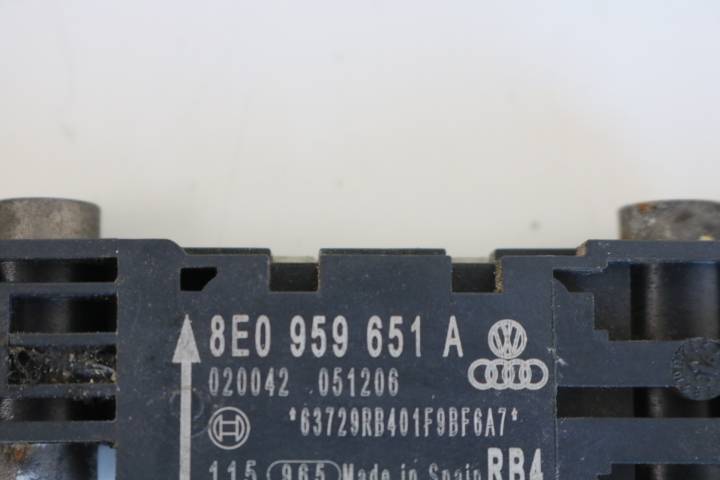 8E0 959 651 A
020042 051206
*63729RB401F9BF6A7*
115 965 Made in Spain RB4